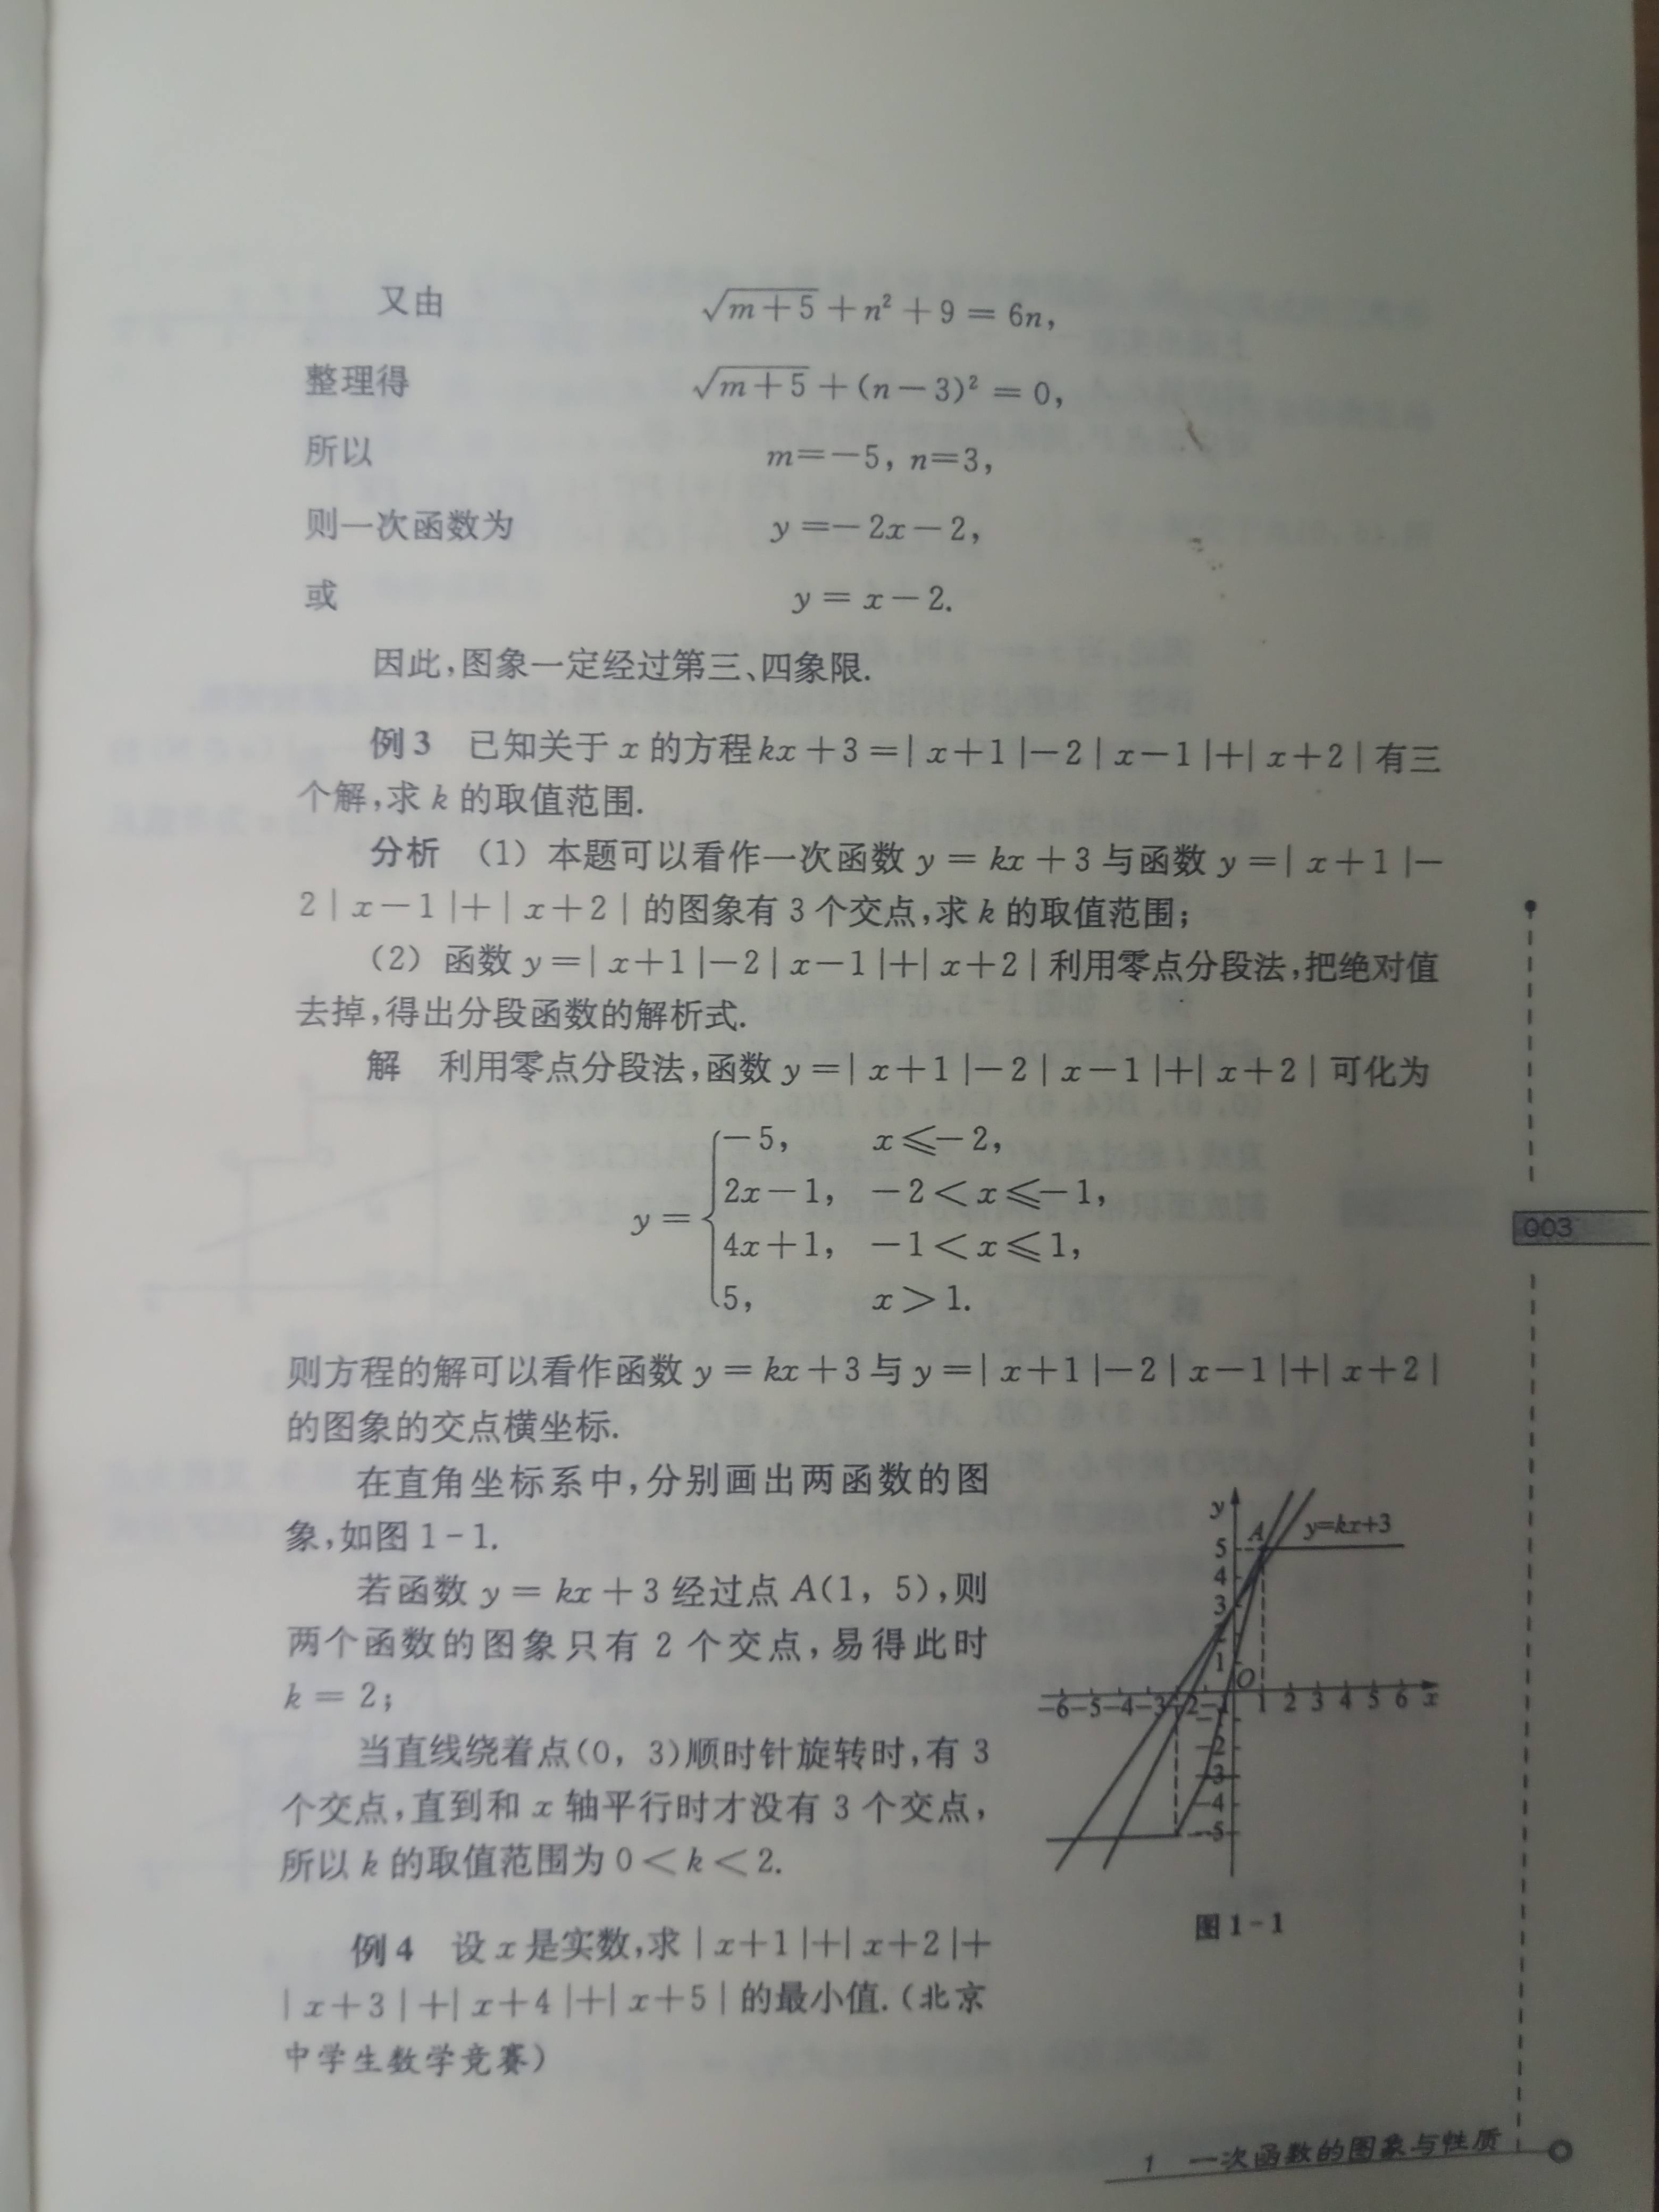 又由 √(m+5)+n²+9=6n,
整理得 √(m+5)+(n-3)²=0,
所以 m=-5, n=3,
则一次函数为 y=-2x-2,
或 y=x-2.
因此,图象一定经过第三、四象限.
例3 已知关于 x 的方程 kx+3=|x+1|-2|x-1|+|x+2| 有三
个解,求 k 的取值范围.
分析 (1) 本题可以看作一次函数 y=kx+3 与函数 y=|x+1|-
2|x-1|+|x+2| 的图象有 3 个交点,求 k 的取值范围;
(2) 函数 y=|x+1|-2|x-1|+|x+2| 利用零点分段法,把绝对值
去掉,得出分段函数的解析式.
解 利用零点分段法,函数 y=|x+1|-2|x-1|+|x+2| 可化为
-5, x≤-2,
2x-1, -2<x≤-1,
y=
4x+1, -1<x≤1,
5, x>1.
003
则方程的解可以看作函数 y=kx+3 与 y=|x+1|-2|x-1|+|x+2|
的图象的交点横坐标.
在直角坐标系中,分别画出两函数的图
象,如图 1-1.
若函数 y=kx+3 经过点 A(1, 5),则
两个函数的图象只有 2 个交点,易得此时
k=2;
当直线绕着点(0, 3)顺时针旋转时,有 3
个交点,直到和 x 轴平行时才没有 3 个交点,
所以 k 的取值范围为 0<k<2.
y
A
y=kx+3
5
4
3
1
O
-6 -5 -4 -3 -2 -1 1 2 3 4 5 6 x
-2
-3
-4
-5
图 1-1
例4 设 x 是实数,求 |x+1|+|x+2|+
|x+3|+|x+4|+|x+5| 的最小值.(北京
中学生数学竞赛)
1 一次函数的图象与性质